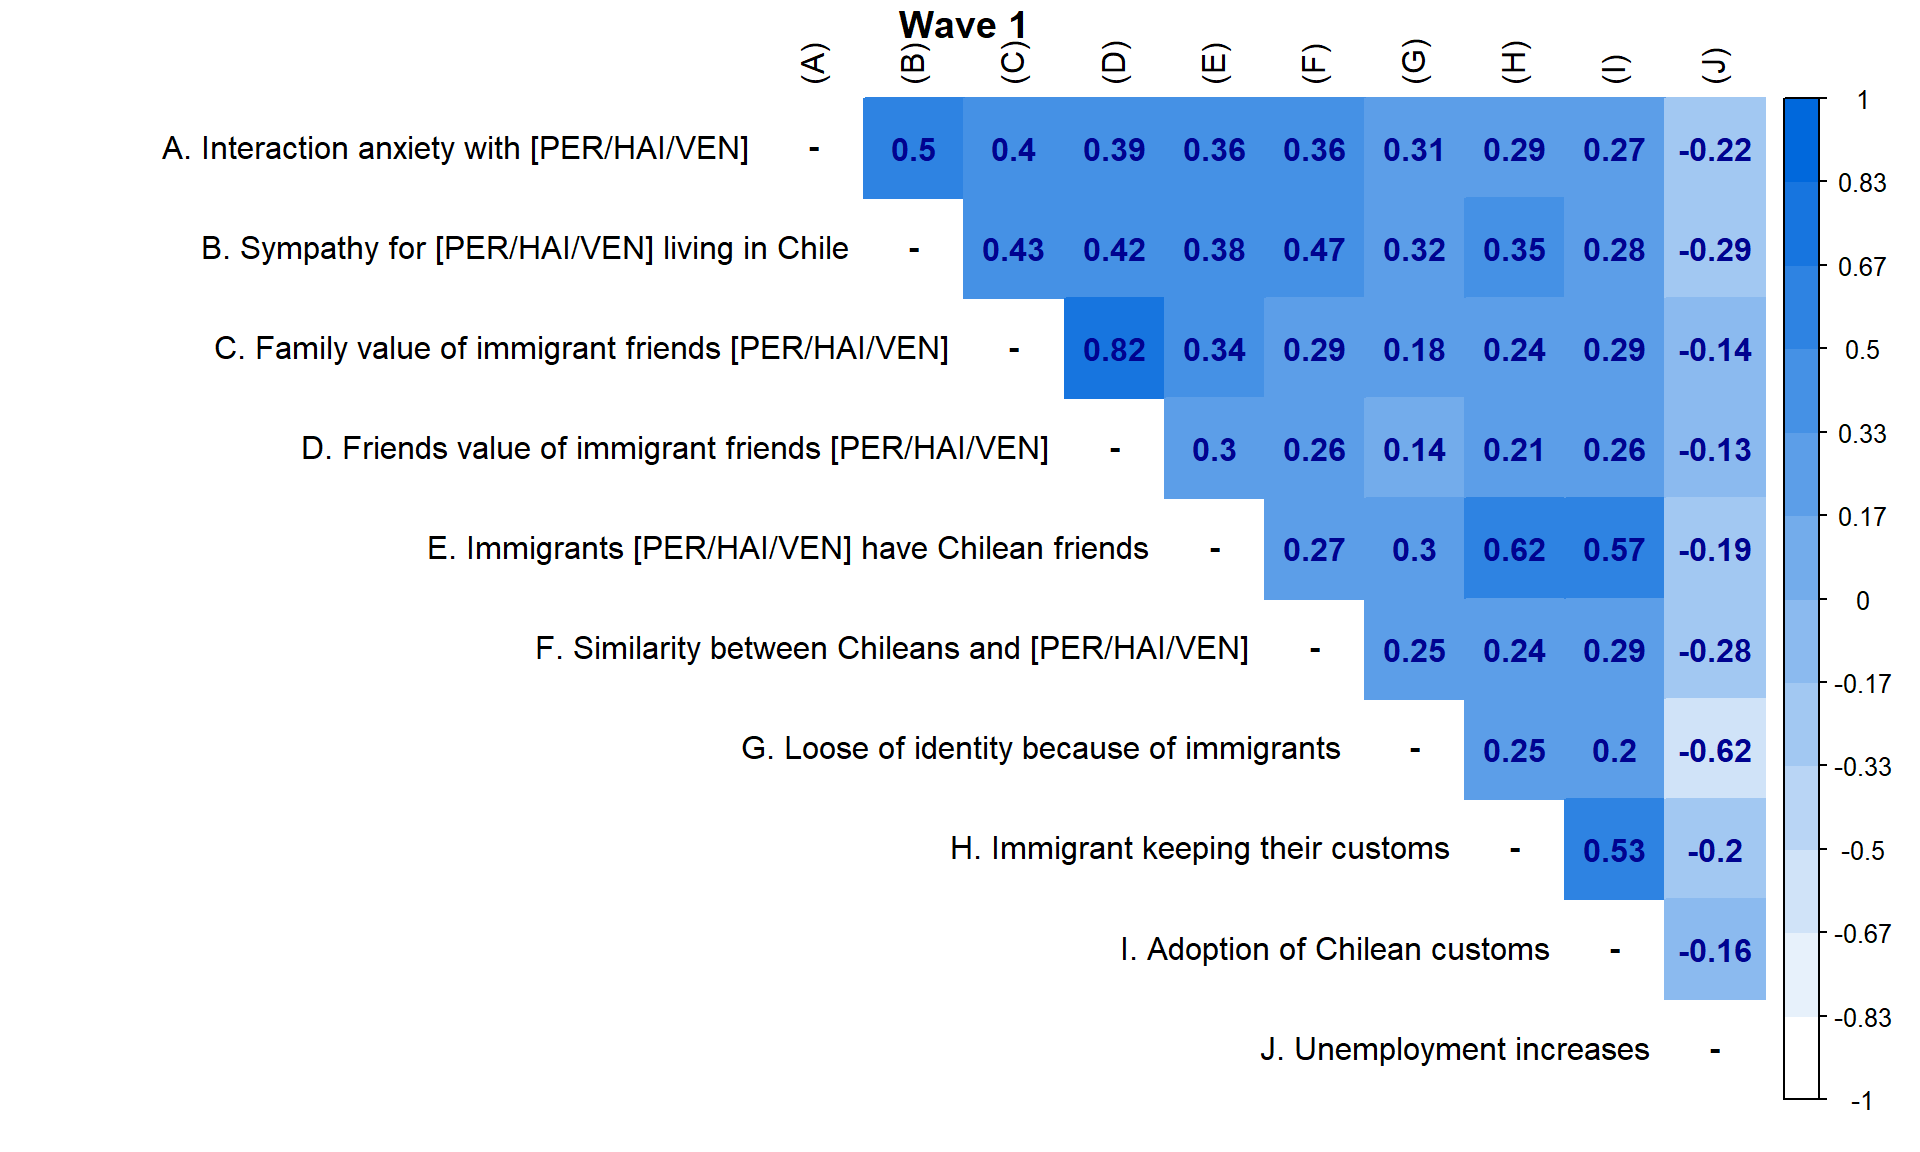 Wave 1
(A) (B) (C) (D) (E) (F) (G) (H) (I) (J)
A. Interaction anxiety with [PER/HAI/VEN] - 0.5 0.4 0.39 0.36 0.36 0.31 0.29 0.27 -0.22
B. Sympathy for [PER/HAI/VEN] living in Chile - 0.43 0.42 0.38 0.47 0.32 0.35 0.28 -0.29
C. Family value of immigrant friends [PER/HAI/VEN] - 0.82 0.34 0.29 0.18 0.24 0.29 -0.14
D. Friends value of immigrant friends [PER/HAI/VEN] - 0.3 0.26 0.14 0.21 0.26 -0.13
E. Immigrants [PER/HAI/VEN] have Chilean friends - 0.27 0.3 0.62 0.57 -0.19
F. Similarity between Chileans and [PER/HAI/VEN] - 0.25 0.24 0.29 -0.28
G. Loose of identity because of immigrants - 0.25 0.2 -0.62
H. Immigrant keeping their customs - 0.53 -0.2
I. Adoption of Chilean customs - -0.16
J. Unemployment increases -
1
0.83
0.67
0.5
0.33
0.17
0
-0.17
-0.33
-0.5
-0.67
-0.83
-1